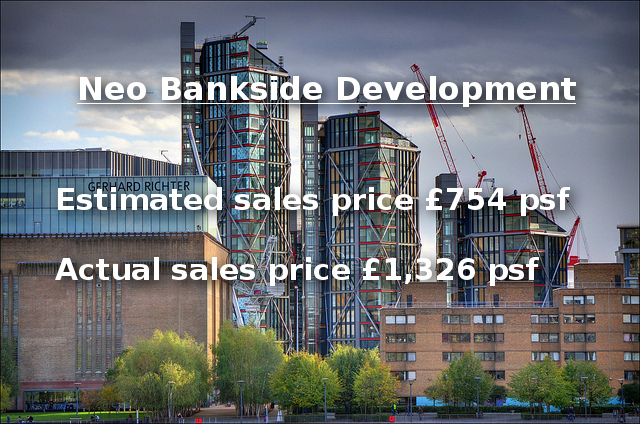 Neo Bankside Development
GERHARD RICHTER
Estimated sales price £754 psf
Actual sales price £1,326 psf